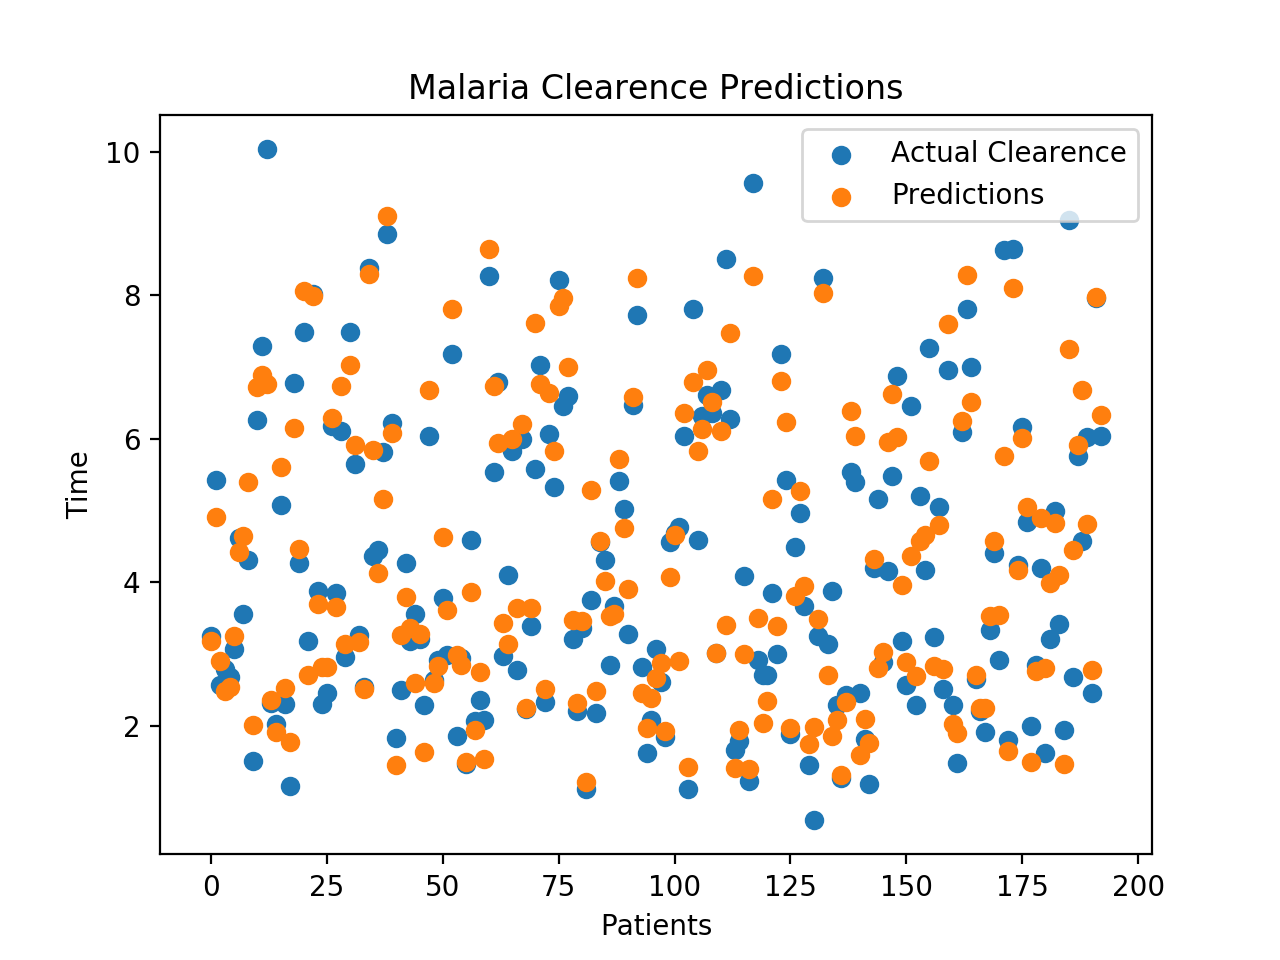 Malaria Clearence Predictions
Actual Clearence
Predictions
10
8
6
4
2
Time
0 25 50 75 100 125 150 175 200
Patients